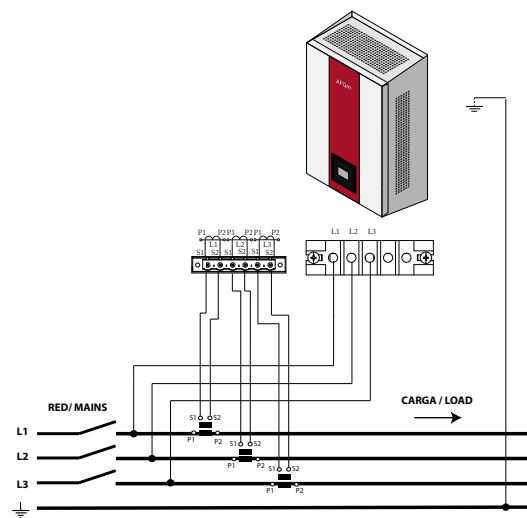 AFQm
L1 L2 L3
P1 P2 P1 P2 P1 P2
L1 L2 L3
S1 S2 S1 S2 S1 S2
RED/ MAINS
CARGA / LOAD
S1 S2
L1
P1 P2
S1 S2
L2
P1 P2
S1 S2
L3
P1 P2